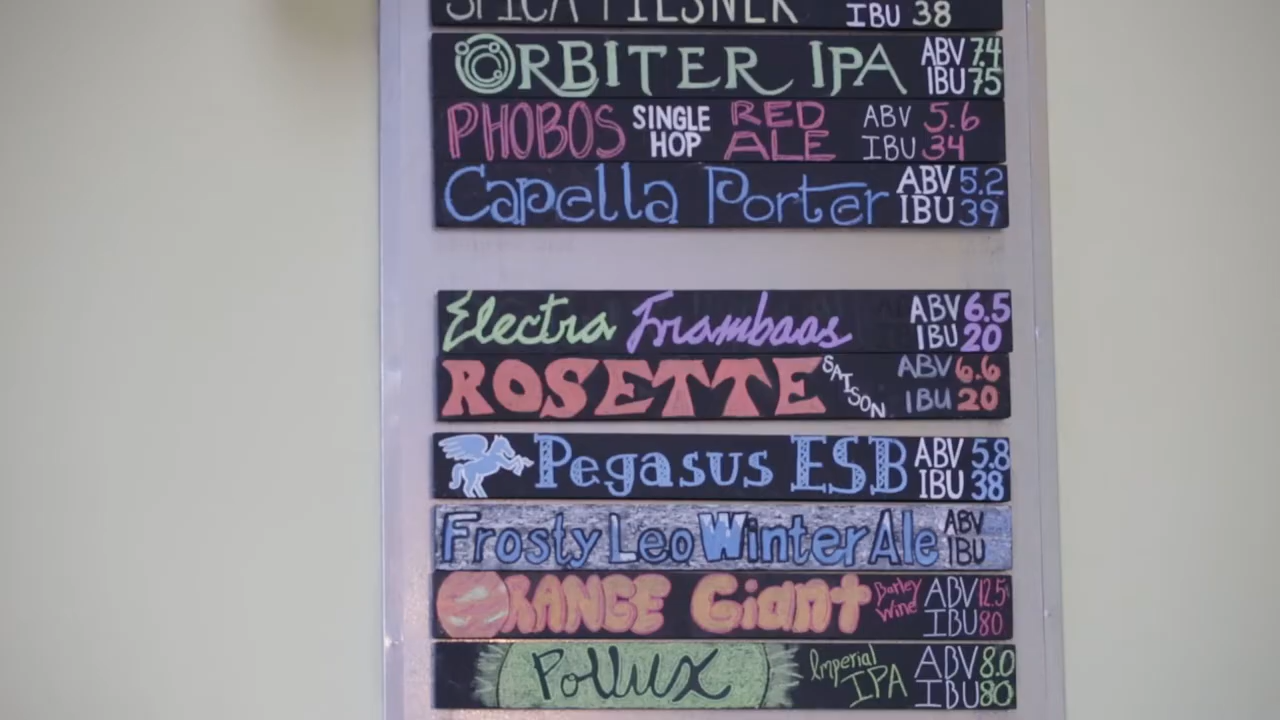 SPICA PILSNER IBU 38
ORBITER IPA ABV 7.4 IBU 75
PHOBOS SINGLE HOP RED ALE ABV 5.6 IBU 34
Capella Porter ABV 5.2 IBU 39
Electra Frambaos ABV 6.5 IBU 20
ROSETTE SAISON ABV 6.6 IBU 20
Pegasus ESB ABV 5.8 IBU 38
Frosty Leo Winter Ale ABV IBU
ORANGE Giant Barley Wine ABV 12.5 IBU 80
Pollux Imperial IPA ABV 8.0 IBU 80